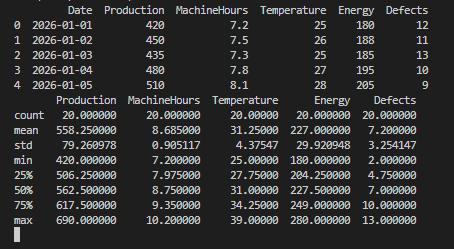 Date Production MachineHours Temperature Energy Defects
0 2026-01-01 420 7.2 25 180 12
1 2026-01-02 450 7.5 26 188 11
2 2026-01-03 435 7.3 25 185 13
3 2026-01-04 480 7.8 27 195 10
4 2026-01-05 510 8.1 28 205 9
Production MachineHours Temperature Energy Defects
count 20.000000 20.000000 20.00000 20.000000 20.000000
mean 558.250000 8.685000 31.25000 227.000000 7.200000
std 79.260978 0.905117 4.37547 29.920948 3.254147
min 420.000000 7.200000 25.00000 180.000000 2.000000
25% 506.250000 7.975000 27.75000 204.250000 4.750000
50% 562.500000 8.750000 31.00000 227.500000 7.000000
75% 617.500000 9.350000 34.25000 249.000000 10.000000
max 690.000000 10.200000 39.00000 280.000000 13.000000